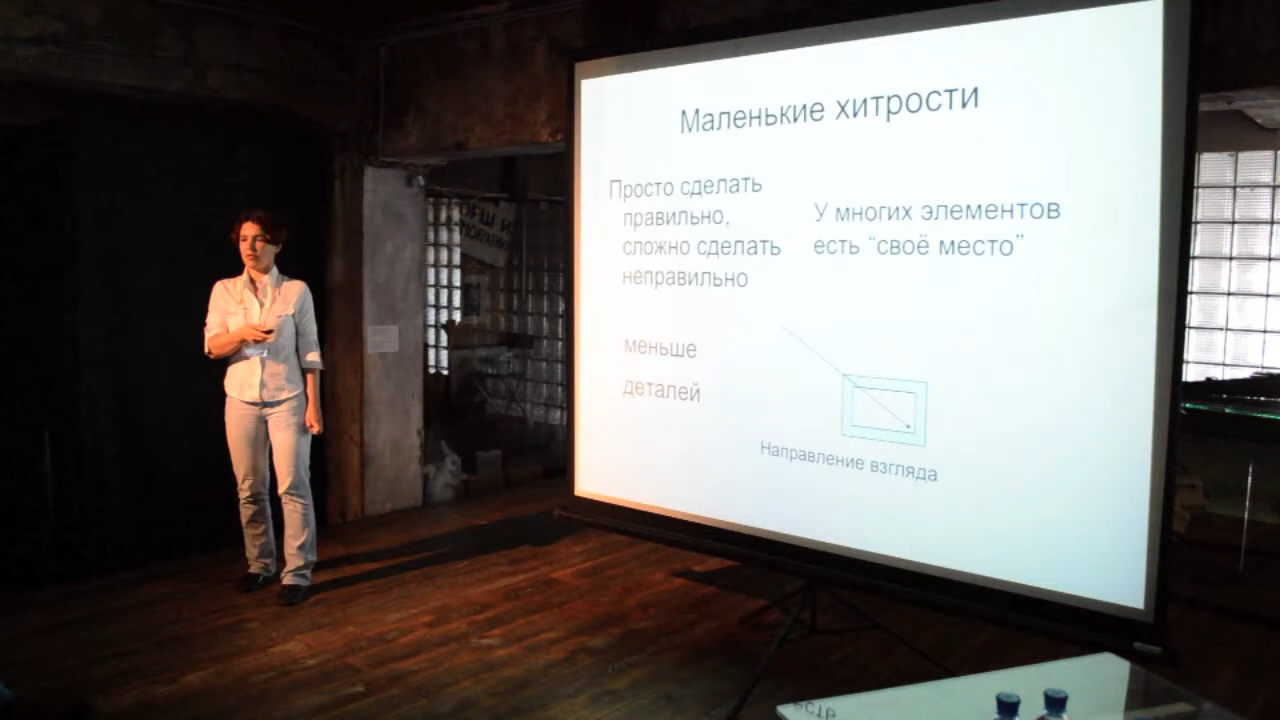 Маленькие хитрости
Просто сделать
правильно,
сложно сделать
неправильно
У многих элементов
есть “своё место”
меньше
деталей
Направление взгляда